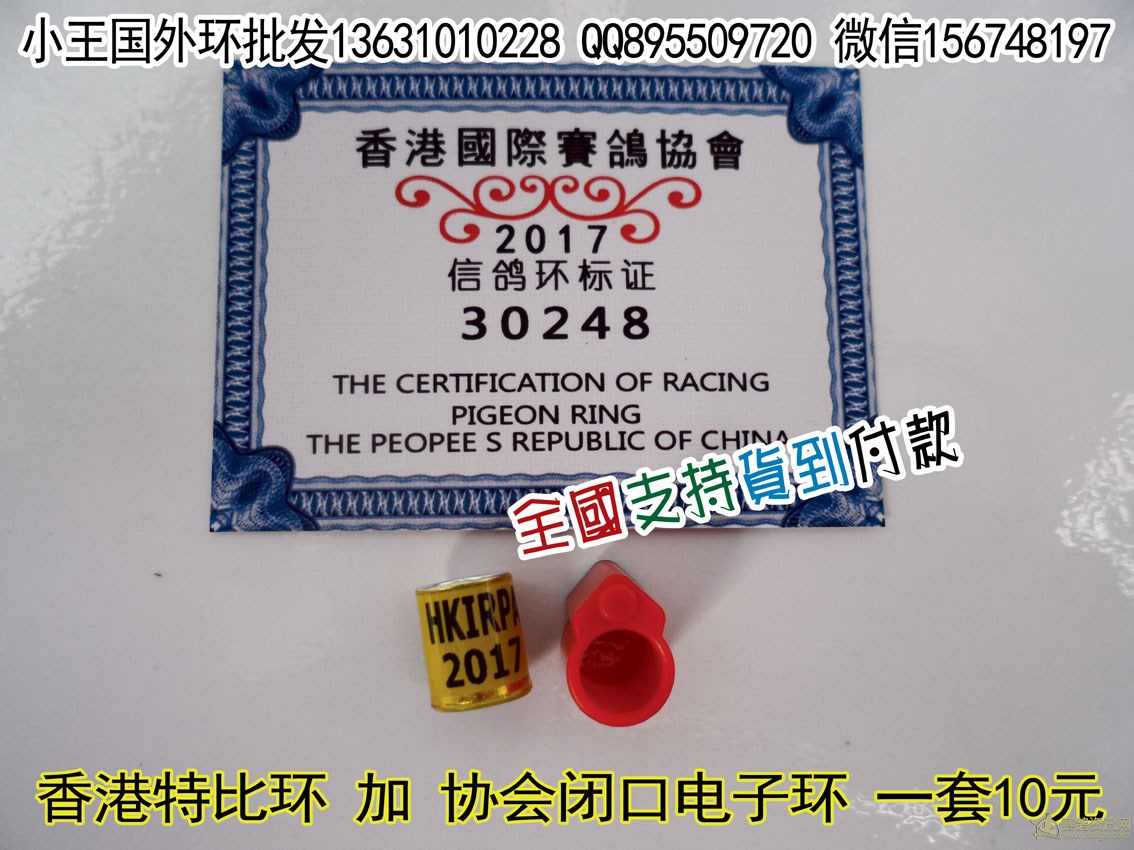 小王国外环批发13631010228 QQ895509720 微信156748197
香港國際賽鴿協會
2017
信鸽环标证
30248
THE CERTIFICATION OF RACING
PIGEON RING
THE PEOPEE S REPUBLIC OF CHINA
全國支持貨到付款
HKIRPA
2017
香港特比环 加 协会闭口电子环 一套10元